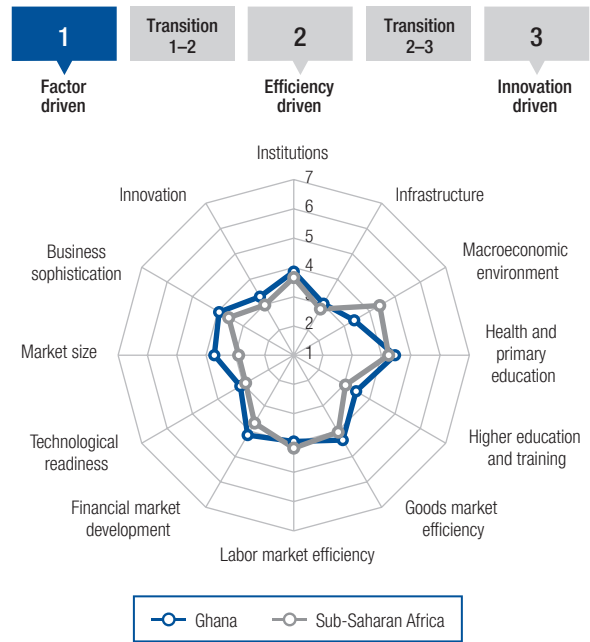 1
Transition
1–2
2
Transition
2–3
3
Factor
driven
Efficiency
driven
Innovation
driven
Institutions
Innovation
7
Infrastructure
6
Business
sophistication
5
Macroeconomic
environment
4
3
2
Market size
1
Health and
primary
education
Technological
readiness
Higher education
and training
Financial market
development
Goods market
efficiency
Labor market efficiency
Ghana
Sub-Saharan Africa